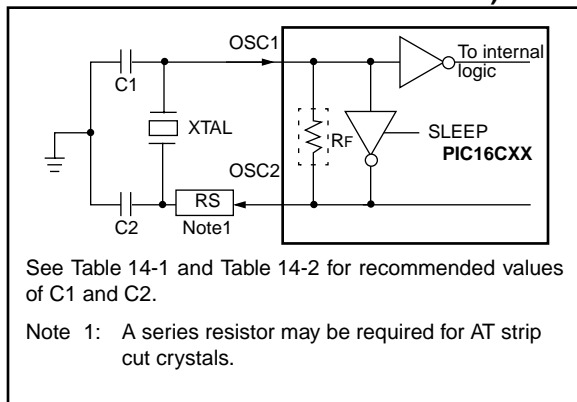 OSC1
To internal
logic
C1
XTAL
RF
SLEEP
PIC16CXX
OSC2
RS
C2
Note1
See Table 14-1 and Table 14-2 for recommended values
of C1 and C2.
Note 1: A series resistor may be required for AT strip
cut crystals.